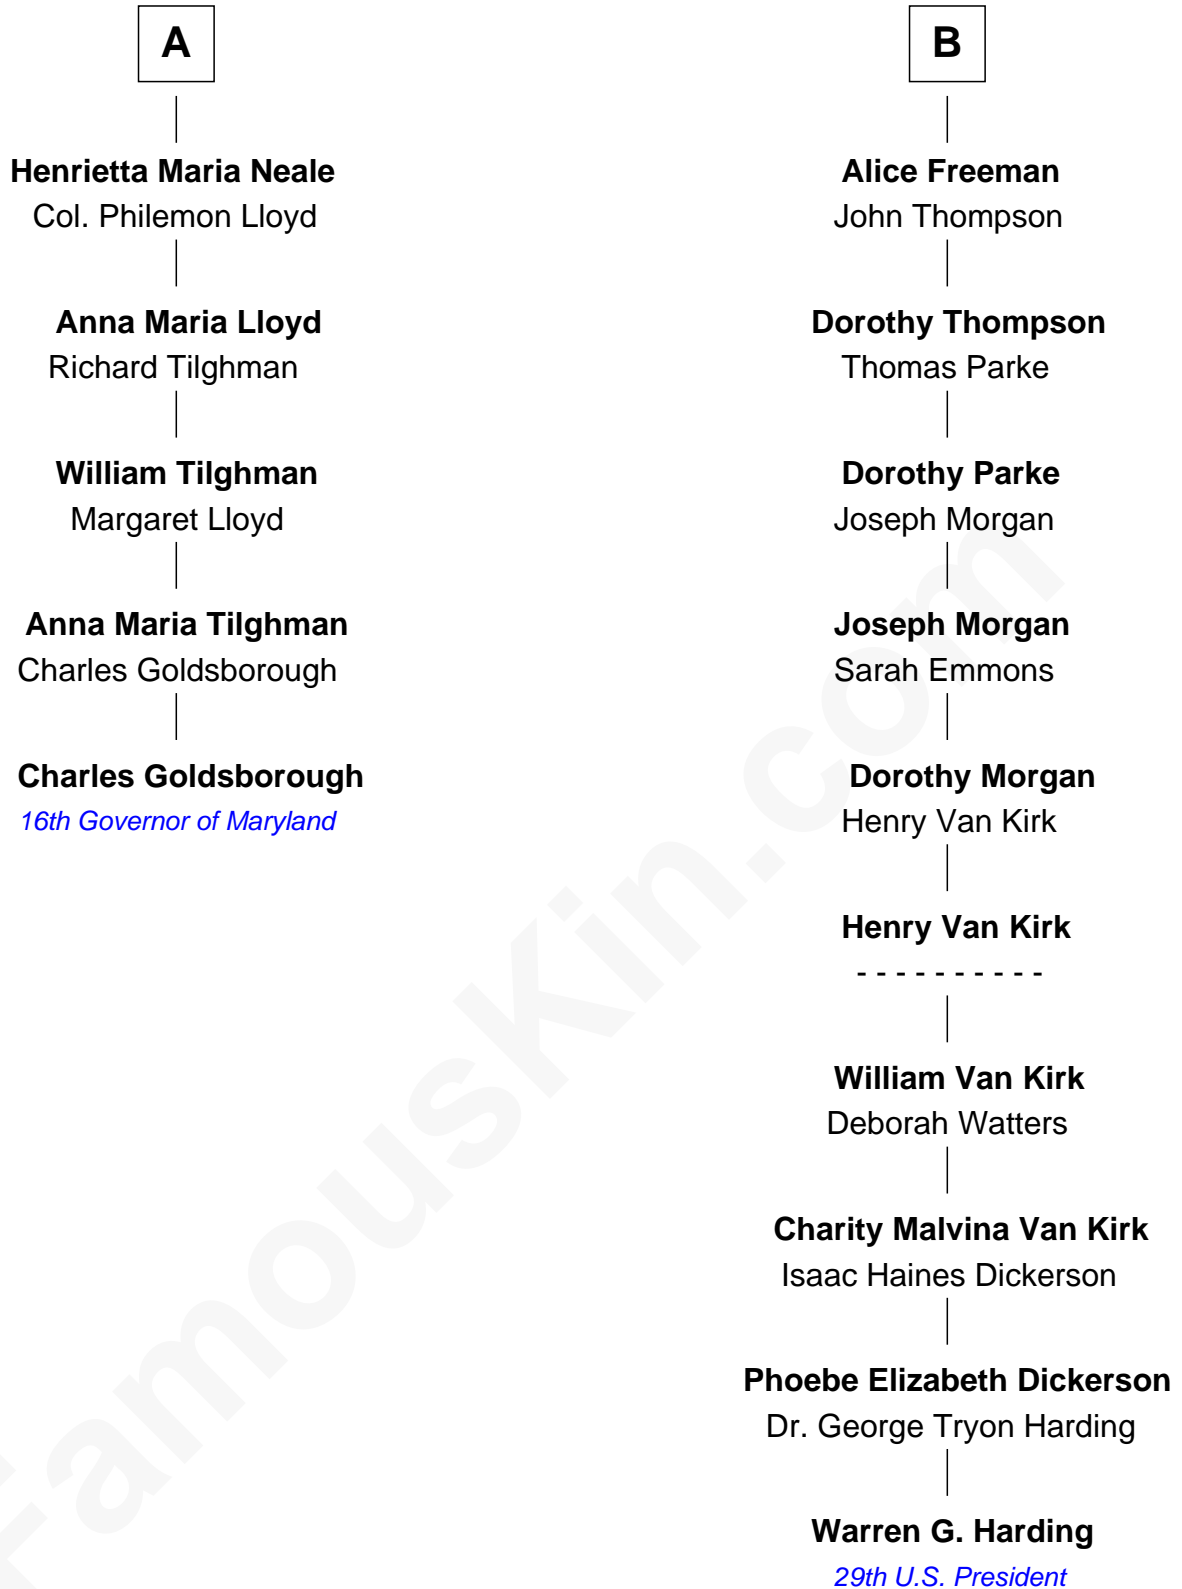 A
Henrietta Maria Neale
Col. Philemon Lloyd
Anna Maria Lloyd
Richard Tilghman
William Tilghman
Margaret Lloyd
Anna Maria Tilghman
Charles Goldsborough
Charles Goldsborough
16th Governor of Maryland
B
Alice Freeman
John Thompson
Dorothy Thompson
Thomas Parke
Dorothy Parke
Joseph Morgan
Joseph Morgan
Sarah Emmons
Dorothy Morgan
Henry Van Kirk
Henry Van Kirk
- - - - - - - - - -
William Van Kirk
Deborah Watters
Charity Malvina Van Kirk
Isaac Haines Dickerson
Phoebe Elizabeth Dickerson
Dr. George Tryon Harding
Warren G. Harding
29th U.S. President
FamousKin.com